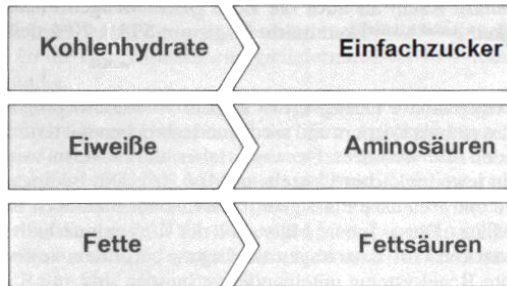 Kohlenhydrate Einfachzucker
Eiweiße Aminosäuren
Fette Fettsäuren